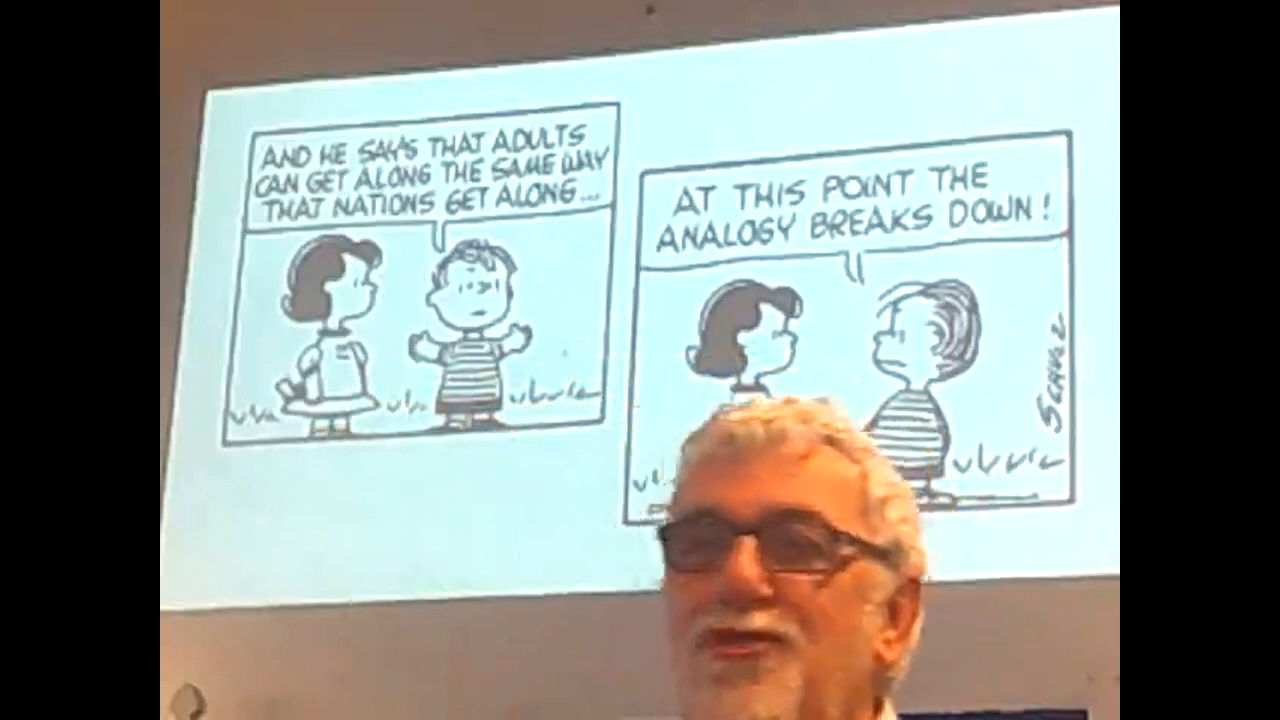 AND HE SAYS THAT ADULTS
CAN GET ALONG THE SAME WAY
THAT NATIONS GET ALONG...
AT THIS POINT THE
ANALOGY BREAKS DOWN!
SCHULZ